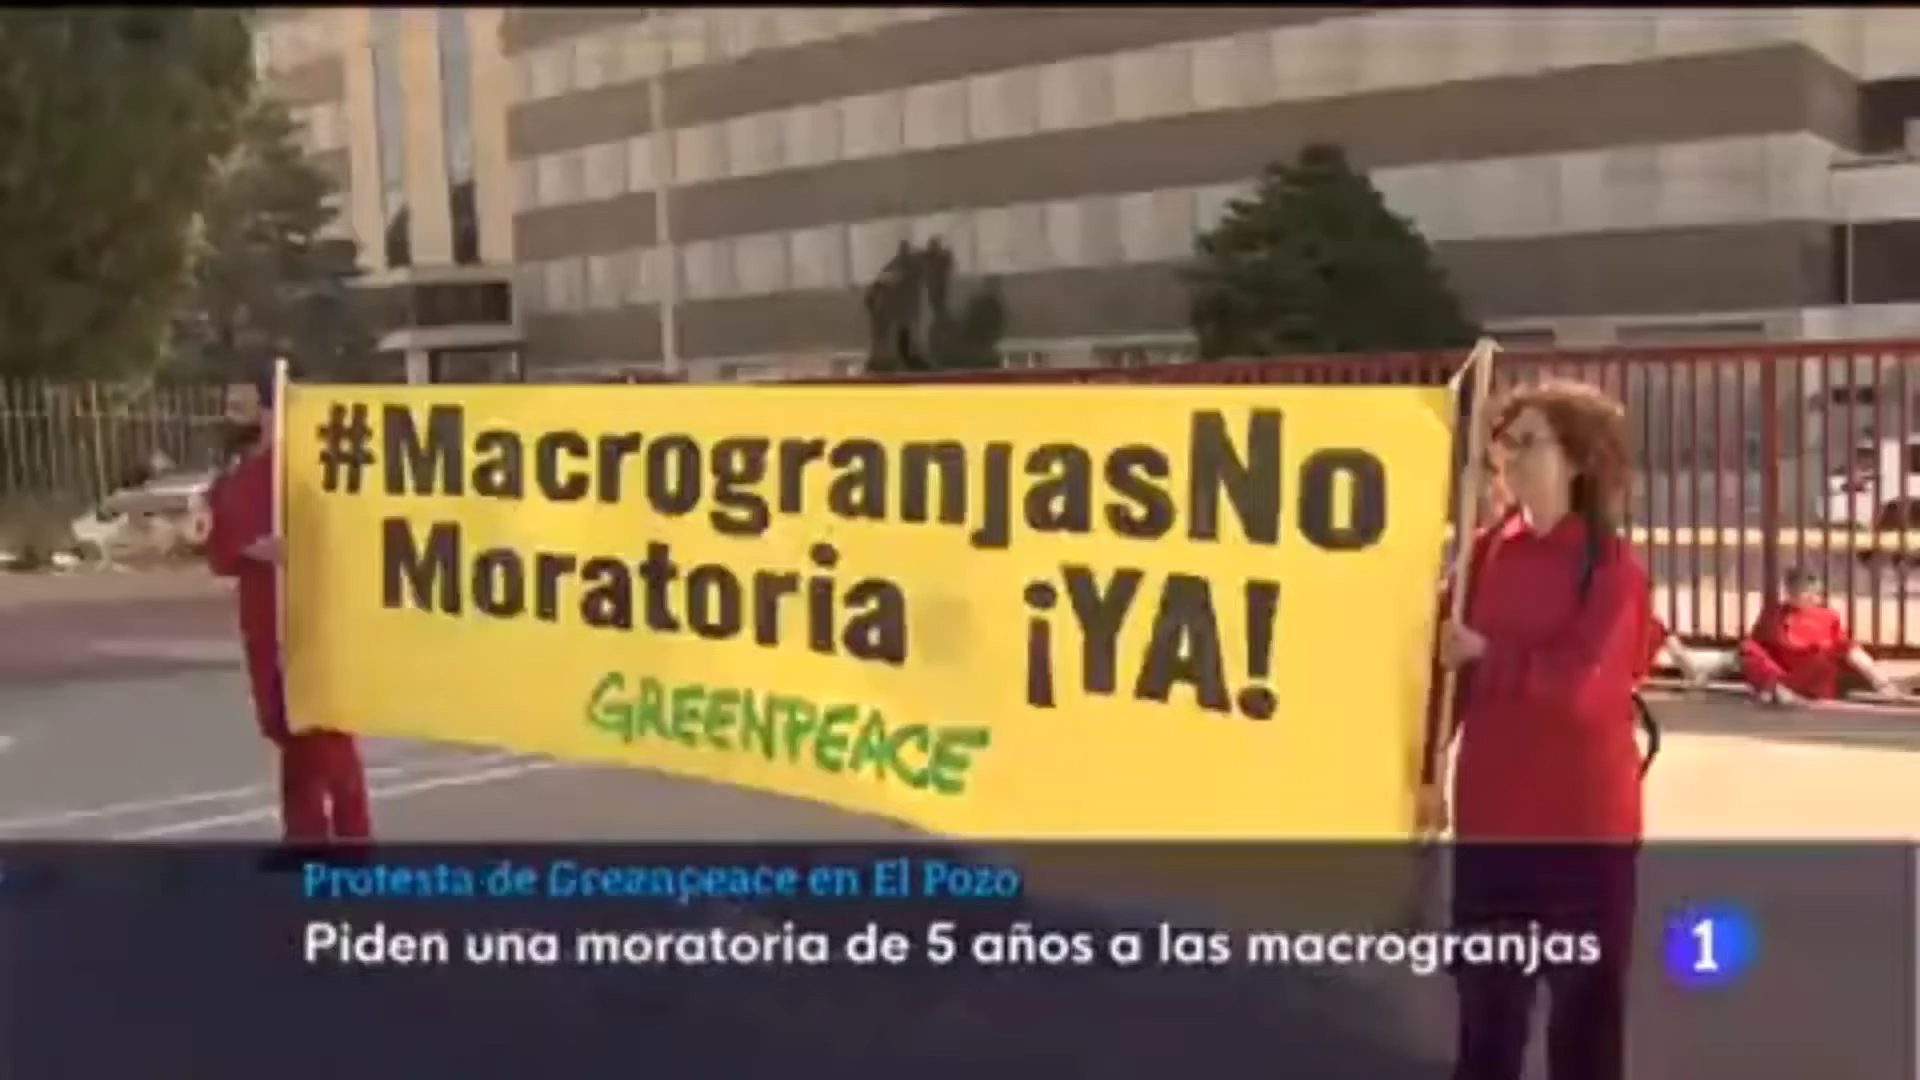 #MacrogranjasNo
Moratoria ¡YA!
GREENPEACE
Protesta de Greenpeace en El Pozo
Piden una moratoria de 5 años a las macrogranjas
1